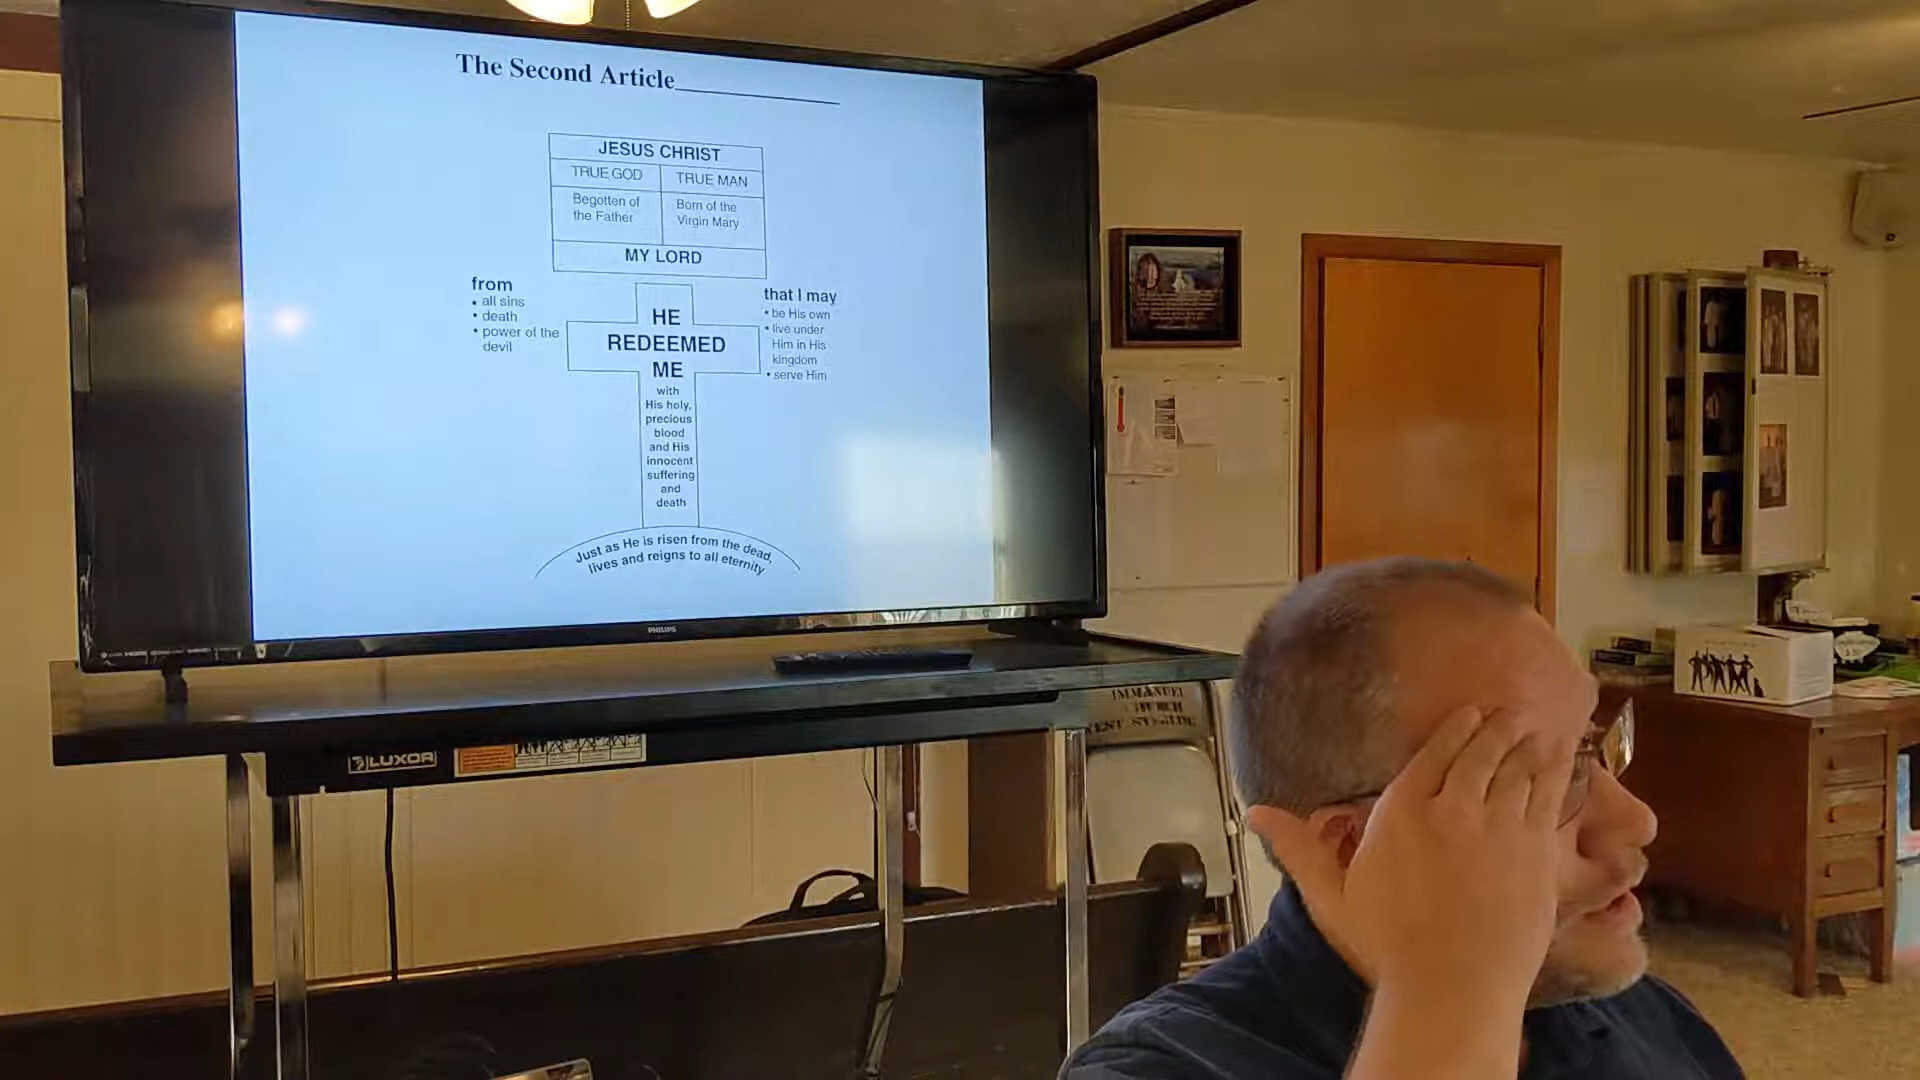 The Second Article
JESUS CHRIST
TRUE GOD
TRUE MAN
Begotten of
the Father
Born of the
Virgin Mary
MY LORD
from
• all sins
• death
• power of the
devil
HE
REDEEMED
ME
with
His holy,
precious
blood
and His
innocent
suffering
and
death
that I may
• be His own
• live under
Him in His
kingdom
• serve Him
Just as He is risen from the dead,
lives and reigns to all eternity
PHILIPS
LUXOR
IMMANUEL